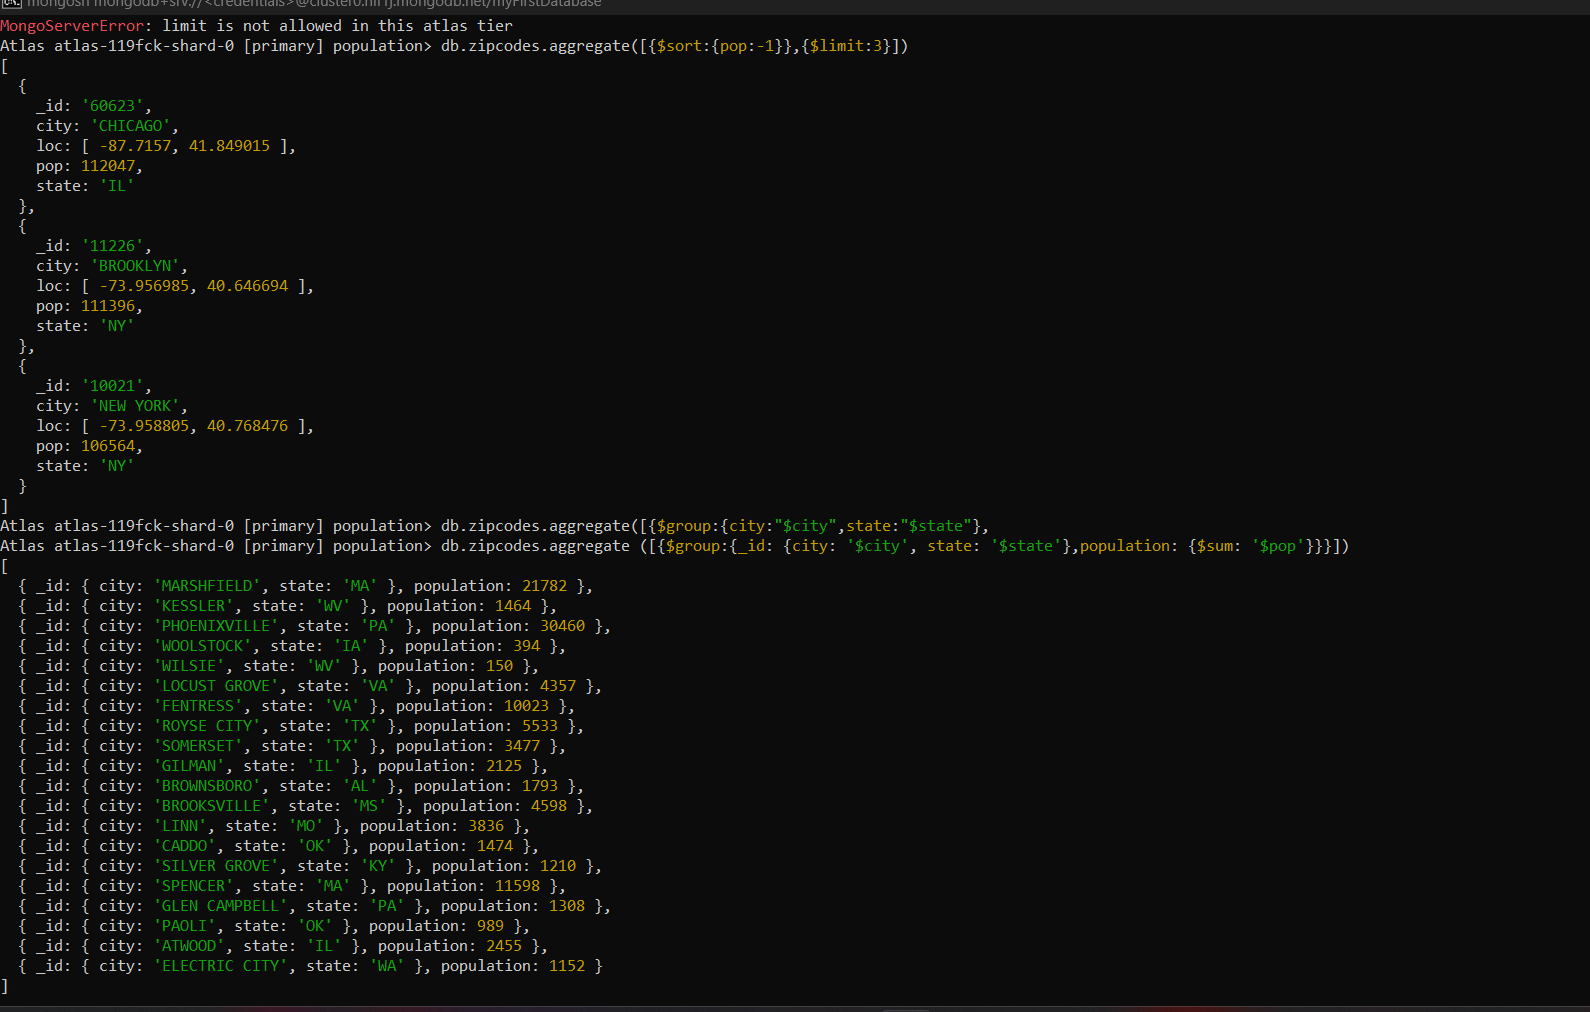 mongosh mongodb+srv://<credentials>@cluster0.nlr1j.mongodb.net/myFirstDatabase
MongoServerError: limit is not allowed in this atlas tier
Atlas atlas-119fck-shard-0 [primary] population> db.zipcodes.aggregate([{$sort:{pop:-1}},{$limit:3}])
[
  {
    _id: '60623',
    city: 'CHICAGO',
    loc: [ -87.7157, 41.849015 ],
    pop: 112047,
    state: 'IL'
  },
  {
    _id: '11226',
    city: 'BROOKLYN',
    loc: [ -73.956985, 40.646694 ],
    pop: 111396,
    state: 'NY'
  },
  {
    _id: '10021',
    city: 'NEW YORK',
    loc: [ -73.958805, 40.768476 ],
    pop: 106564,
    state: 'NY'
  }
]
Atlas atlas-119fck-shard-0 [primary] population> db.zipcodes.aggregate([{$group:{city:"$city",state:"$state"},
Atlas atlas-119fck-shard-0 [primary] population> db.zipcodes.aggregate ([{$group:{_id: {city: '$city', state: '$state'},population: {$sum: '$pop'}}}])
[
  { _id: { city: 'MARSHFIELD', state: 'MA' }, population: 21782 },
  { _id: { city: 'KESSLER', state: 'WV' }, population: 1464 },
  { _id: { city: 'PHOENIXVILLE', state: 'PA' }, population: 30460 },
  { _id: { city: 'WOOLSTOCK', state: 'IA' }, population: 394 },
  { _id: { city: 'WILSIE', state: 'WV' }, population: 150 },
  { _id: { city: 'LOCUST GROVE', state: 'VA' }, population: 4357 },
  { _id: { city: 'FENTRESS', state: 'VA' }, population: 10023 },
  { _id: { city: 'ROYSE CITY', state: 'TX' }, population: 5533 },
  { _id: { city: 'SOMERSET', state: 'TX' }, population: 3477 },
  { _id: { city: 'GILMAN', state: 'IL' }, population: 2125 },
  { _id: { city: 'BROWNSBORO', state: 'AL' }, population: 1793 },
  { _id: { city: 'BROOKSVILLE', state: 'MS' }, population: 4598 },
  { _id: { city: 'LINN', state: 'MO' }, population: 3836 },
  { _id: { city: 'CADDO', state: 'OK' }, population: 1474 },
  { _id: { city: 'SILVER GROVE', state: 'KY' }, population: 1210 },
  { _id: { city: 'SPENCER', state: 'MA' }, population: 11598 },
  { _id: { city: 'GLEN CAMPBELL', state: 'PA' }, population: 1308 },
  { _id: { city: 'PAOLI', state: 'OK' }, population: 989 },
  { _id: { city: 'ATWOOD', state: 'IL' }, population: 2455 },
  { _id: { city: 'ELECTRIC CITY', state: 'WA' }, population: 1152 }
]